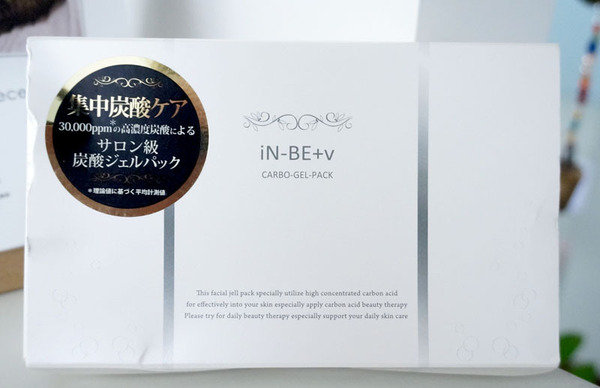 ece
集中炭酸ケア
30,000ppm*の高濃度炭酸による
サロン級
炭酸ジェルパック
*理論値に基づく平均計測値
iN-BE+v
CARBO-GEL-PACK
This facial jell pack specially utilize high concentrated carbon acid
for effectively into your skin especially apply carbon acid beauty therapy
Please try for daily beauty therapy especially support your daily skin care